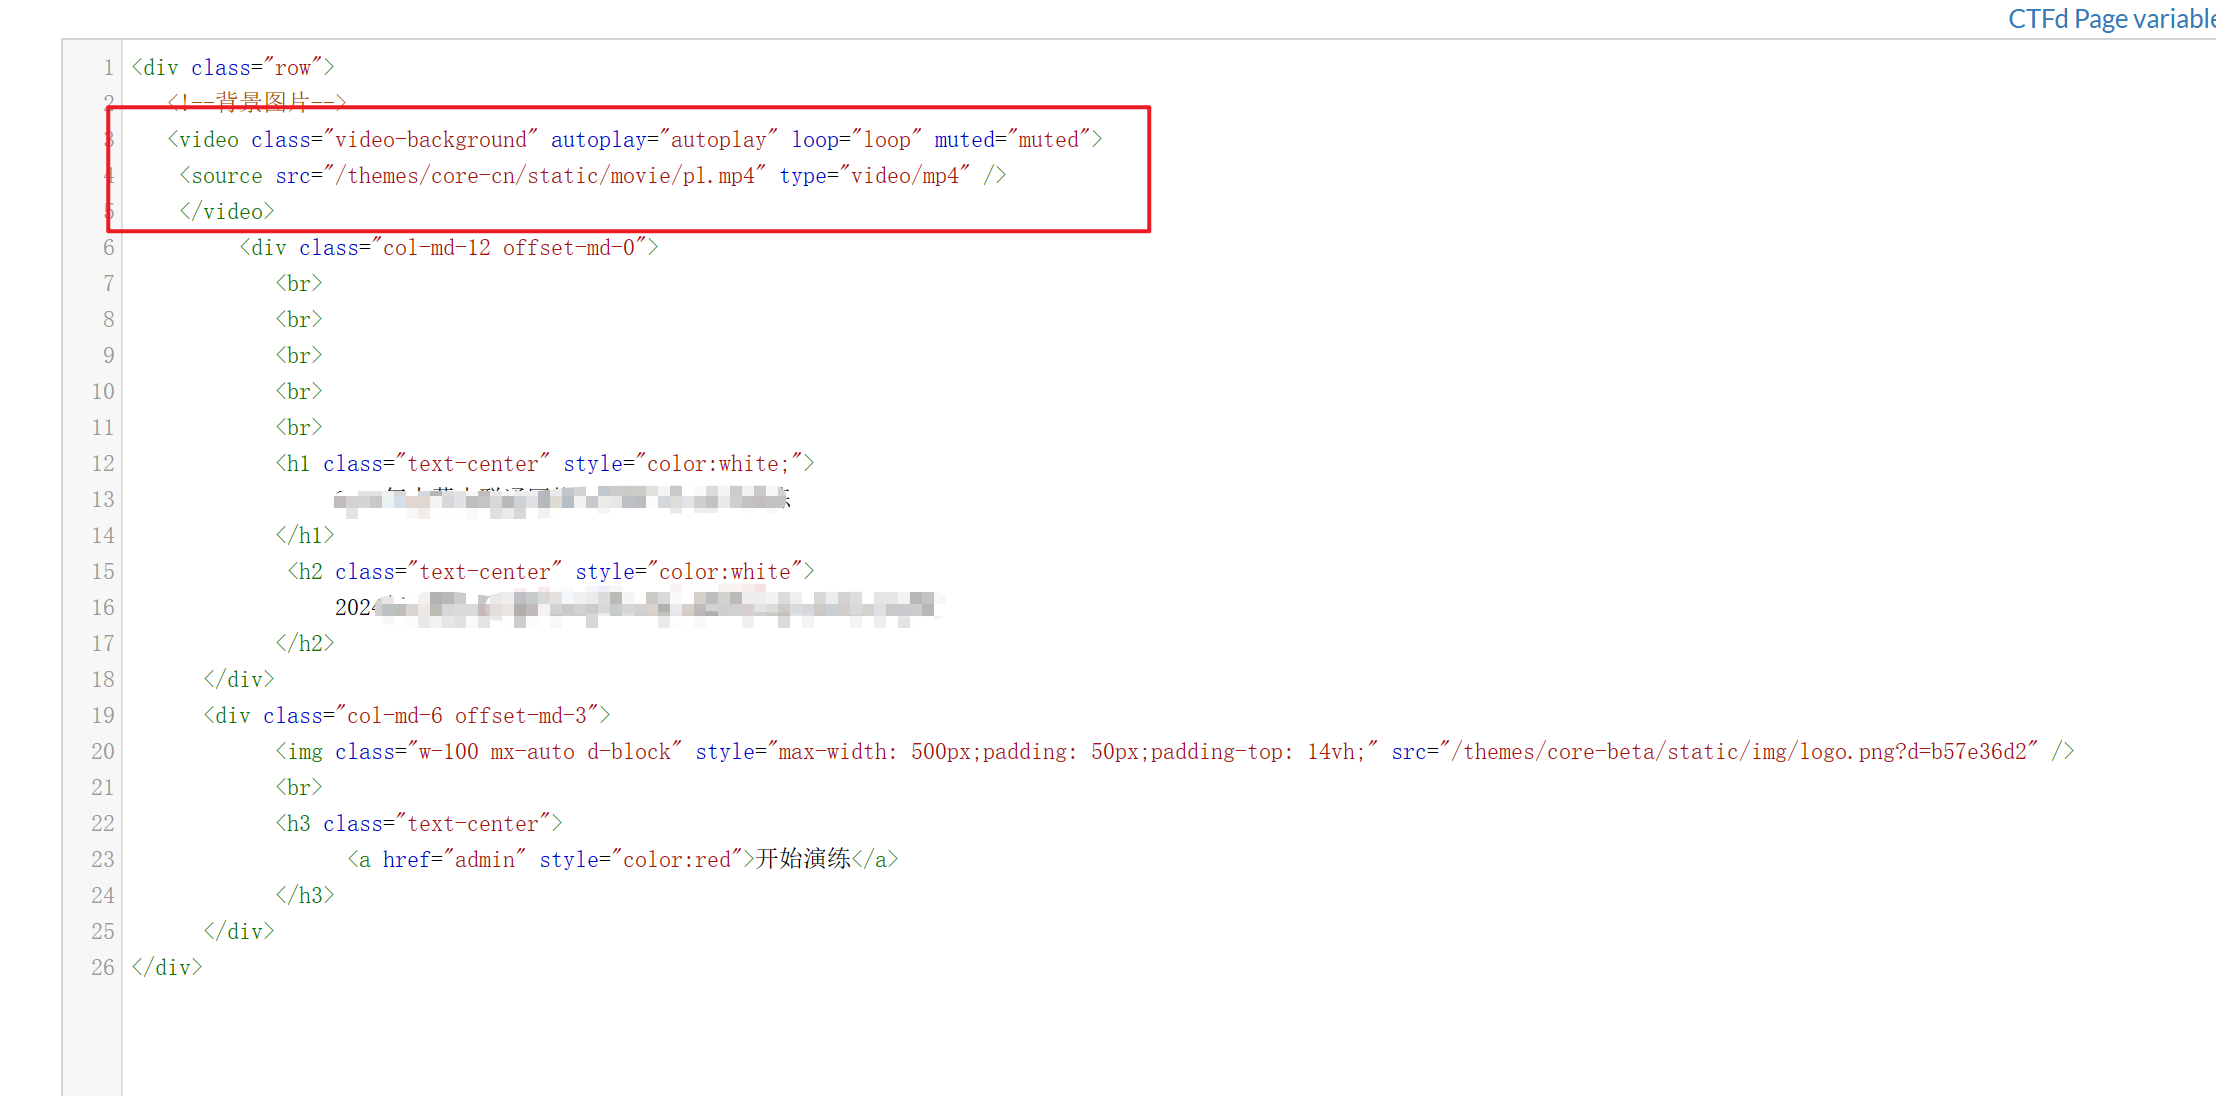 CTFd Page variable
1 <div class="row">
2 <!--背景图片-->
3 <video class="video-background" autoplay="autoplay" loop="loop" muted="muted">
4 <source src="/themes/core-cn/static/movie/pl.mp4" type="video/mp4" />
5 </video>
6 <div class="col-md-12 offset-md-0">
7 <br>
8 <br>
9 <br>
10 <br>
11 <br>
12 <h1 class="text-center" style="color:white;">
13
14 </h1>
15 <h2 class="text-center" style="color:white">
16 2024
17 </h2>
18 </div>
19 <div class="col-md-6 offset-md-3">
20 <img class="w-100 mx-auto d-block" style="max-width: 500px;padding: 50px;padding-top: 14vh;" src="/themes/core-beta/static/img/logo.png?d=b57e36d2" />
21 <br>
22 <h3 class="text-center">
23 <a href="admin" style="color:red">开始演练</a>
24 </h3>
25 </div>
26 </div>